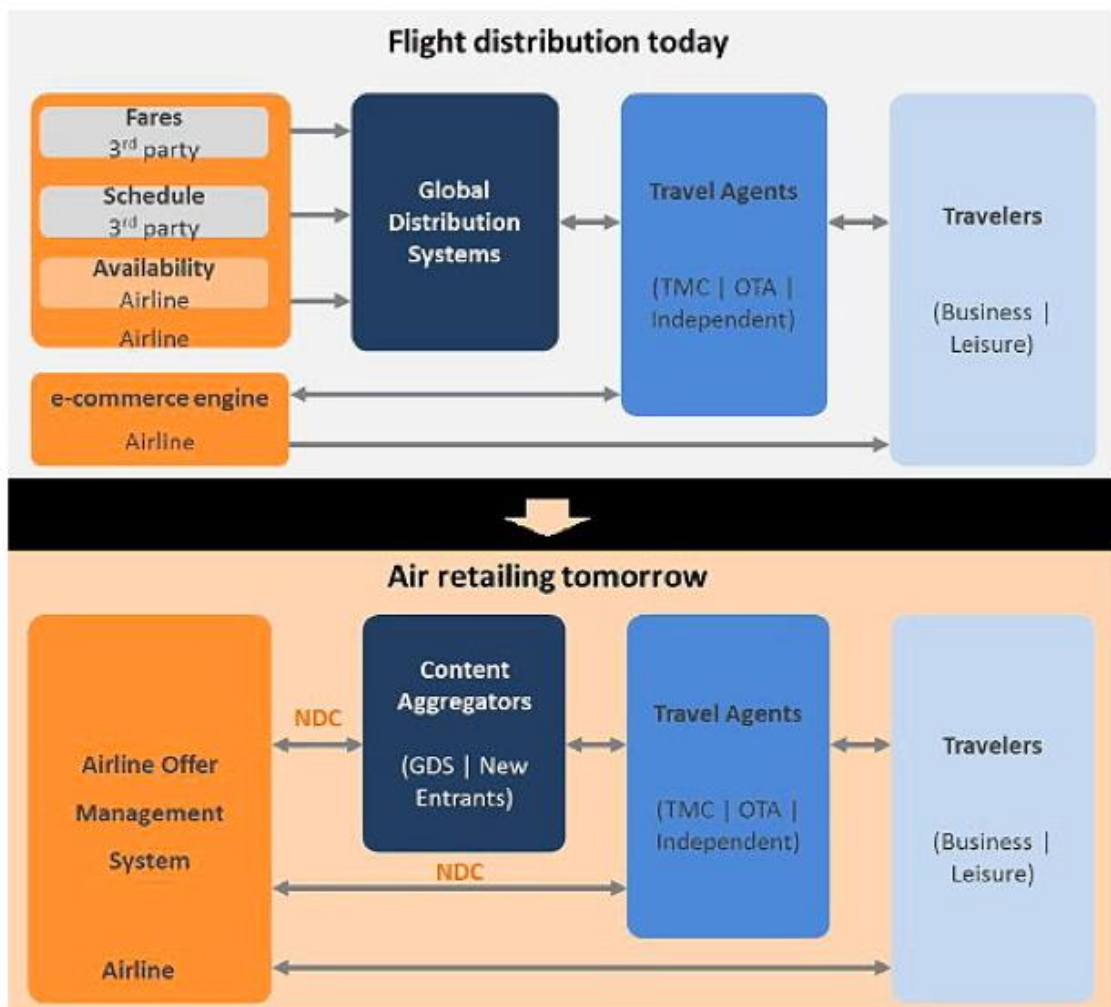 Flight distribution today
Fares
3rd party
Schedule
3rd party
Availability
Airline
Airline
e-commerce engine
Airline
Global
Distribution
Systems
Travel Agents
(TMC | OTA |
Independent)
Travelers
(Business |
Leisure)
Air retailing tomorrow
Airline Offer
Management
System
Airline
NDC
NDC
Content
Aggregators
(GDS | New
Entrants)
Travel Agents
(TMC | OTA |
Independent)
Travelers
(Business |
Leisure)